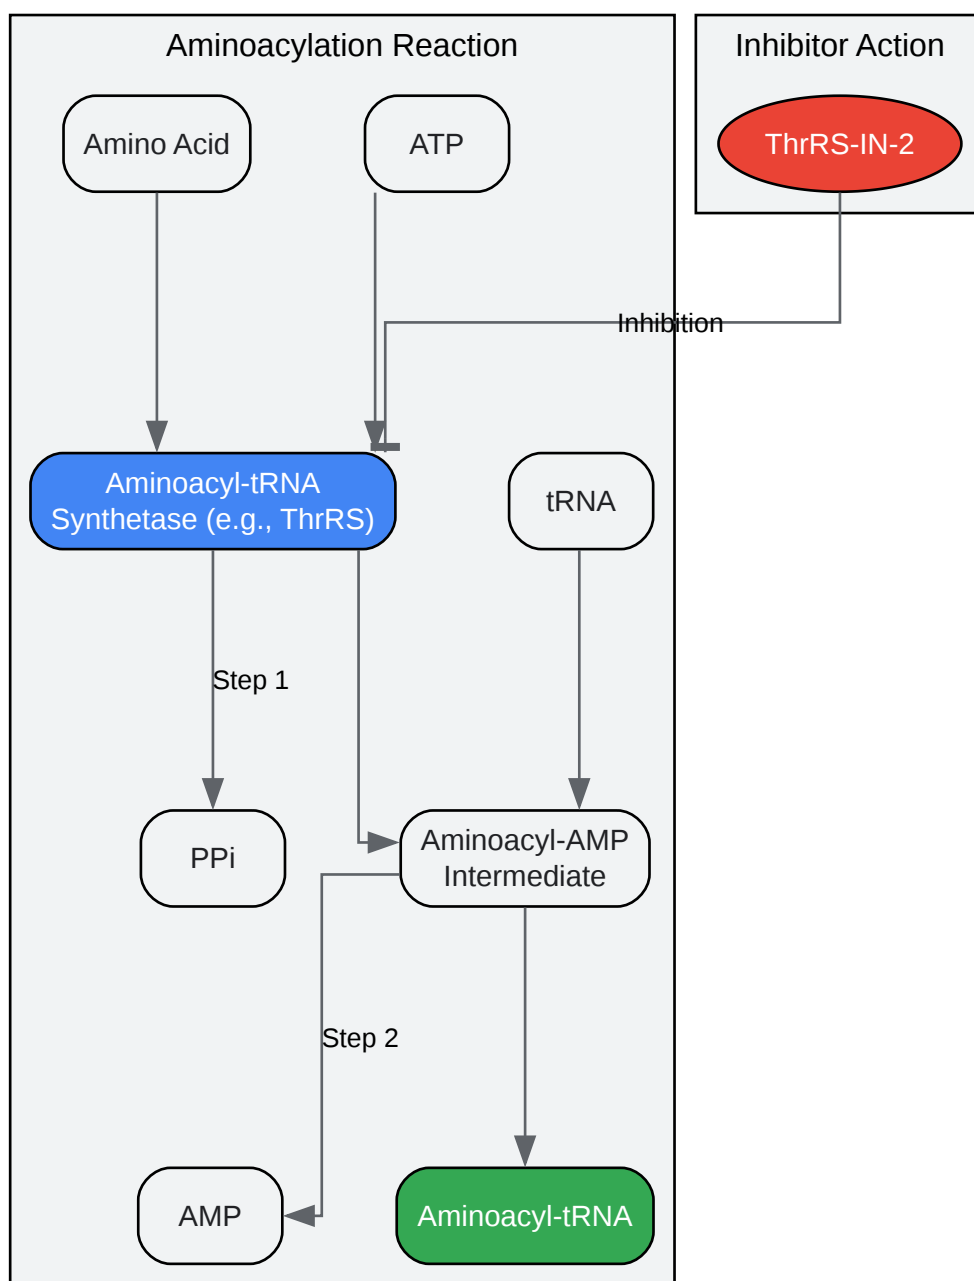 Aminoacylation Reaction
Inhibitor Action
Amino Acid
ATP
ThrRS-IN-2
Inhibition
Aminoacyl-tRNA
Synthetase (e.g., ThrRS)
tRNA
Step 1
PPi
Aminoacyl-AMP
Intermediate
Step 2
AMP
Aminoacyl-tRNA